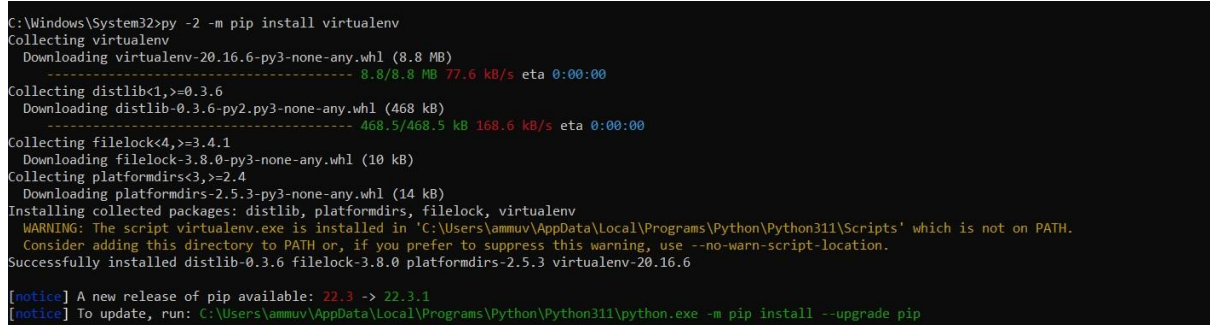 C:\Windows\System32>py -2 -m pip install virtualenv
Collecting virtualenv
  Downloading virtualenv-20.16.6-py3-none-any.whl (8.8 MB)
     ---------------------------------------- 8.8/8.8 MB 77.6 kB/s eta 0:00:00
Collecting distlib<1,>=0.3.6
  Downloading distlib-0.3.6-py2.py3-none-any.whl (468 kB)
     ---------------------------------------- 468.5/468.5 kB 168.6 kB/s eta 0:00:00
Collecting filelock<4,>=3.4.1
  Downloading filelock-3.8.0-py3-none-any.whl (10 kB)
Collecting platformdirs<3,>=2.4
  Downloading platformdirs-2.5.3-py3-none-any.whl (14 kB)
Installing collected packages: distlib, platformdirs, filelock, virtualenv
  WARNING: The script virtualenv.exe is installed in 'C:\Users\ammuv\AppData\Local\Programs\Python\Python311\Scripts' which is not on PATH.
  Consider adding this directory to PATH or, if you prefer to suppress this warning, use --no-warn-script-location.
Successfully installed distlib-0.3.6 filelock-3.8.0 platformdirs-2.5.3 virtualenv-20.16.6
[notice] A new release of pip available: 22.3 -> 22.3.1
[notice] To update, run: C:\Users\ammuv\AppData\Local\Programs\Python\Python311\python.exe -m pip install --upgrade pip